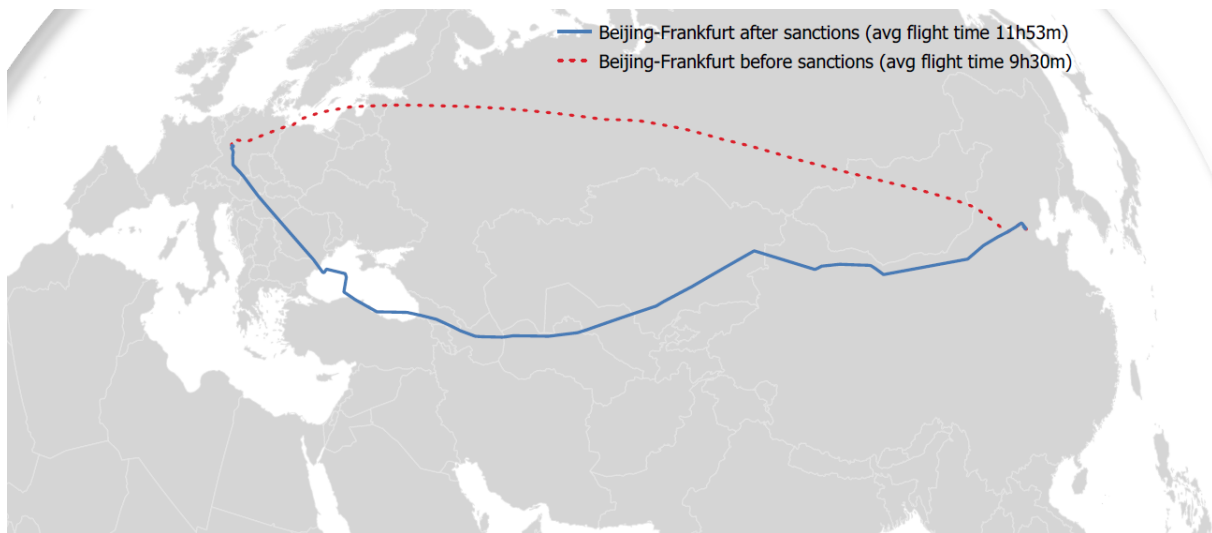 Beijing-Frankfurt after sanctions (avg flight time 11h53m)
Beijing-Frankfurt before sanctions (avg flight time 9h30m)